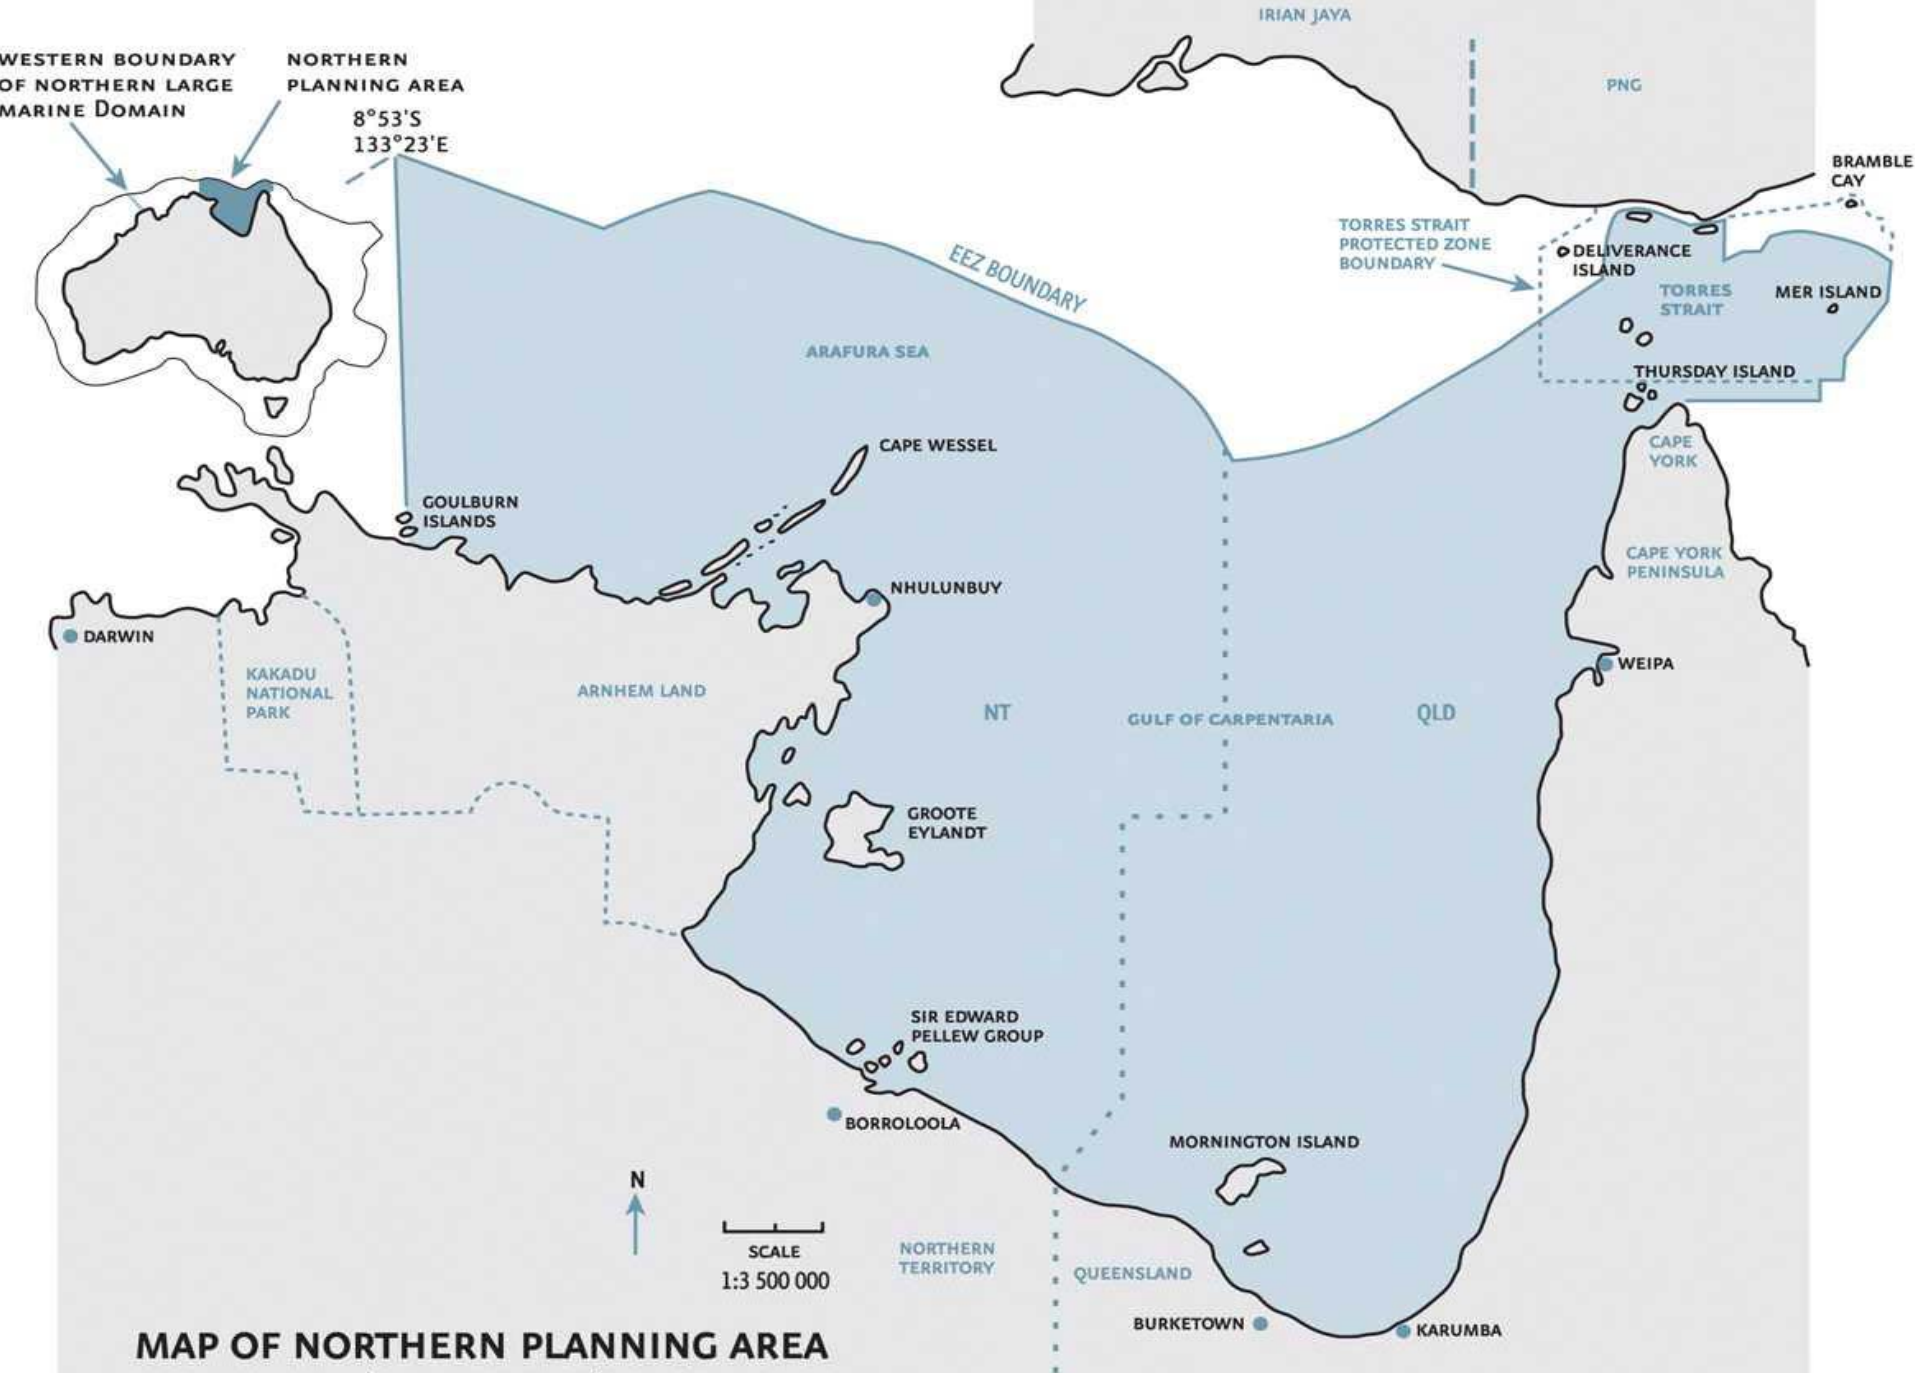 IRIAN JAYA
WESTERN BOUNDARY
OF NORTHERN LARGE
MARINE DOMAIN
NORTHERN
PLANNING AREA
8°53'S
133°23'E
PNG
BRAMBLE
CAY
TORRES STRAIT
PROTECTED ZONE
BOUNDARY
DELIVERANCE
ISLAND
EEZ BOUNDARY
TORRES
STRAIT
MER ISLAND
ARAFURA SEA
THURSDAY ISLAND
CAPE WESSEL
CAPE
YORK
GOULBURN
ISLANDS
CAPE YORK
PENINSULA
NHULUNBUY
DARWIN
WEIPA
KAKADU
NATIONAL
PARK
ARNHEM LAND
NT
GULF OF CARPENTARIA
QLD
GROOTE
EYLANDT
SIR EDWARD
PELLEW GROUP
BORROLOOLA
MORNINGTON ISLAND
N
SCALE
1:3 500 000
NORTHERN
TERRITORY
QUEENSLAND
BURKETOWN
KARUMBA
MAP OF NORTHERN PLANNING AREA